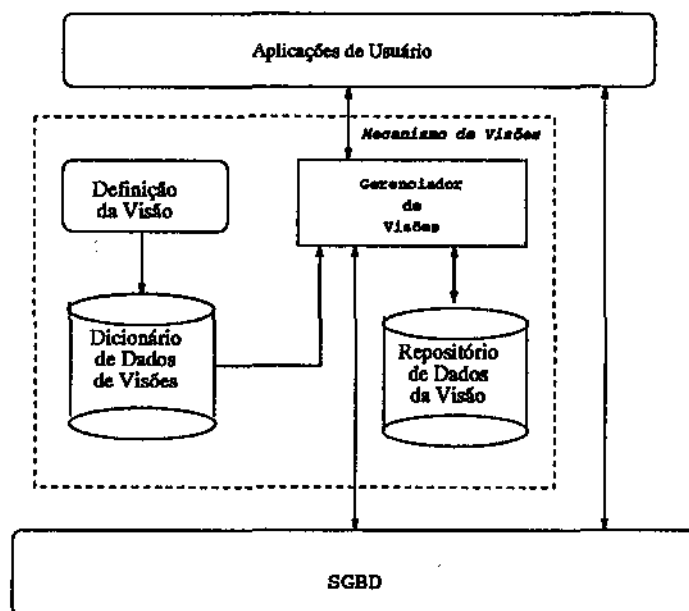 Aplicações de Usuário
Mecanismo de Visões
Definição
da Visão
Gerenciador
de
Visões
Dicionário
de Dados
de Visões
Repositório
de Dados
da Visão
SGBD